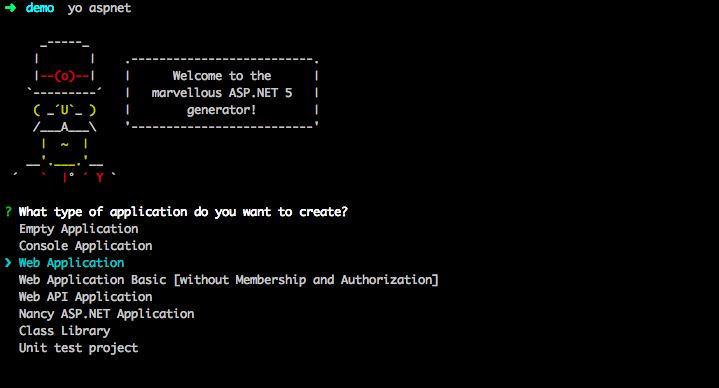 ➜  demo  yo aspnet

     _-----_
    |       |    .--------------------------.
    |--(o)--|    |      Welcome to the      |
   `---------´   |   marvellous ASP.NET 5   |
    ( _´U`_ )    |        generator!        |
    /___A___\    '--------------------------'
     |  ~  |
   __'.___.'__
 ´   `  |° ´ Y `

? What type of application do you want to create?
  Empty Application
  Console Application
❯ Web Application
  Web Application Basic [without Membership and Authorization]
  Web API Application
  Nancy ASP.NET Application
  Class Library
  Unit test project